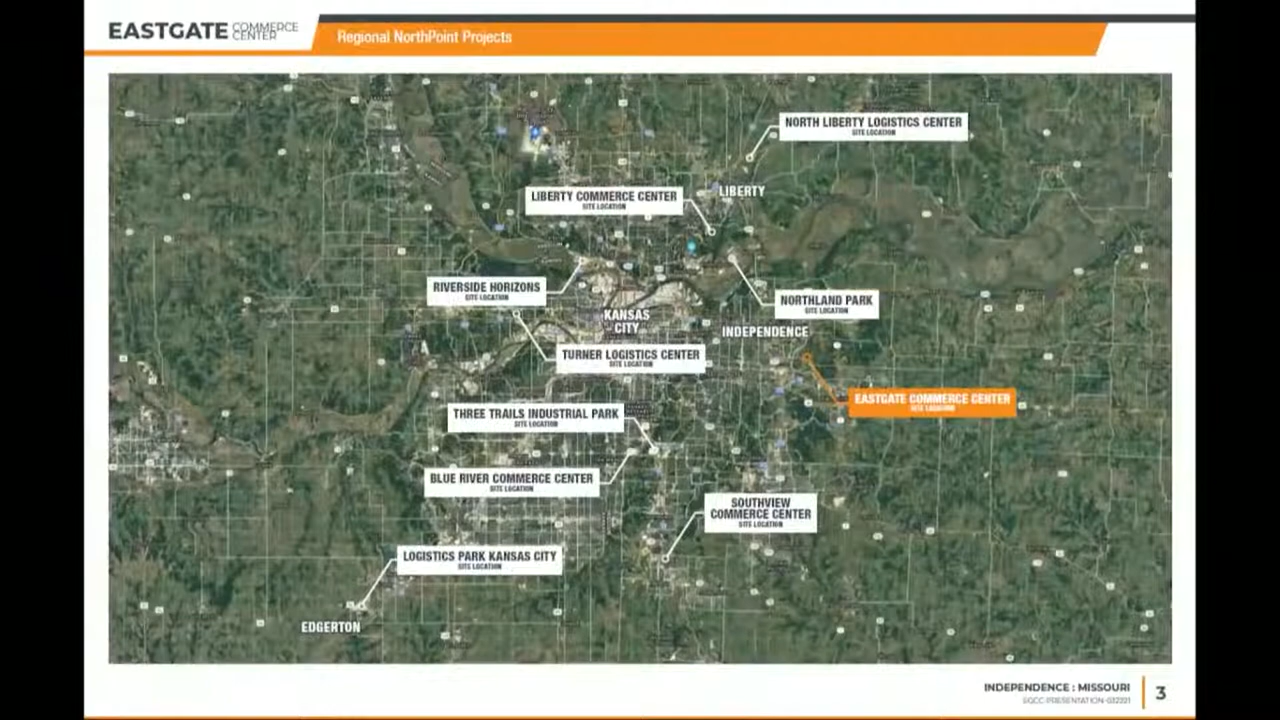 EASTGATE COMMERCE CENTER
Regional NorthPoint Projects
NORTH LIBERTY LOGISTICS CENTER
SITE LOCATION
LIBERTY COMMERCE CENTER
SITE LOCATION
LIBERTY
RIVERSIDE HORIZONS
SITE LOCATION
NORTHLAND PARK
SITE LOCATION
KANSAS
CITY
INDEPENDENCE
TURNER LOGISTICS CENTER
SITE LOCATION
EASTGATE COMMERCE CENTER
SITE LOCATION
THREE TRAILS INDUSTRIAL PARK
SITE LOCATION
BLUE RIVER COMMERCE CENTER
SITE LOCATION
SOUTHVIEW
COMMERCE CENTER
SITE LOCATION
LOGISTICS PARK KANSAS CITY
SITE LOCATION
EDGERTON
INDEPENDENCE : MISSOURI
EGCC-PRESENTATION-032221
3